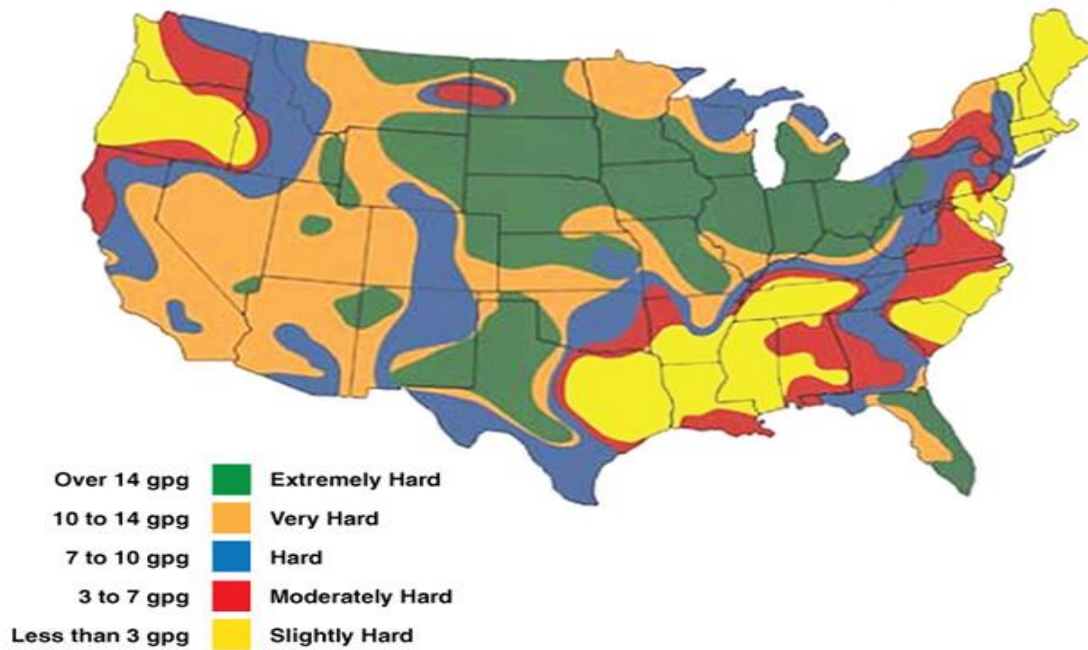 Over 14 gpg Extremely Hard
10 to 14 gpg Very Hard
7 to 10 gpg Hard
3 to 7 gpg Moderately Hard
Less than 3 gpg Slightly Hard